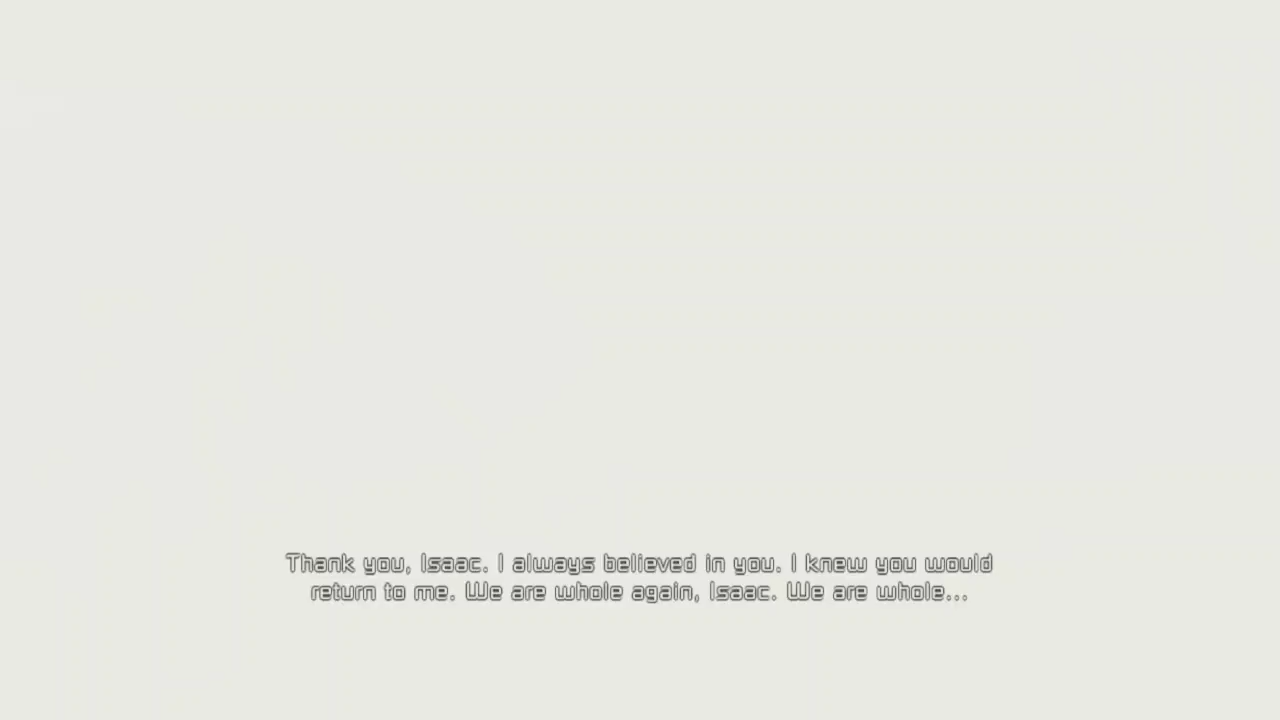 Thank you, Isaac. I always believed in you. I knew you would
return to me. We are whole again, Isaac. We are whole...